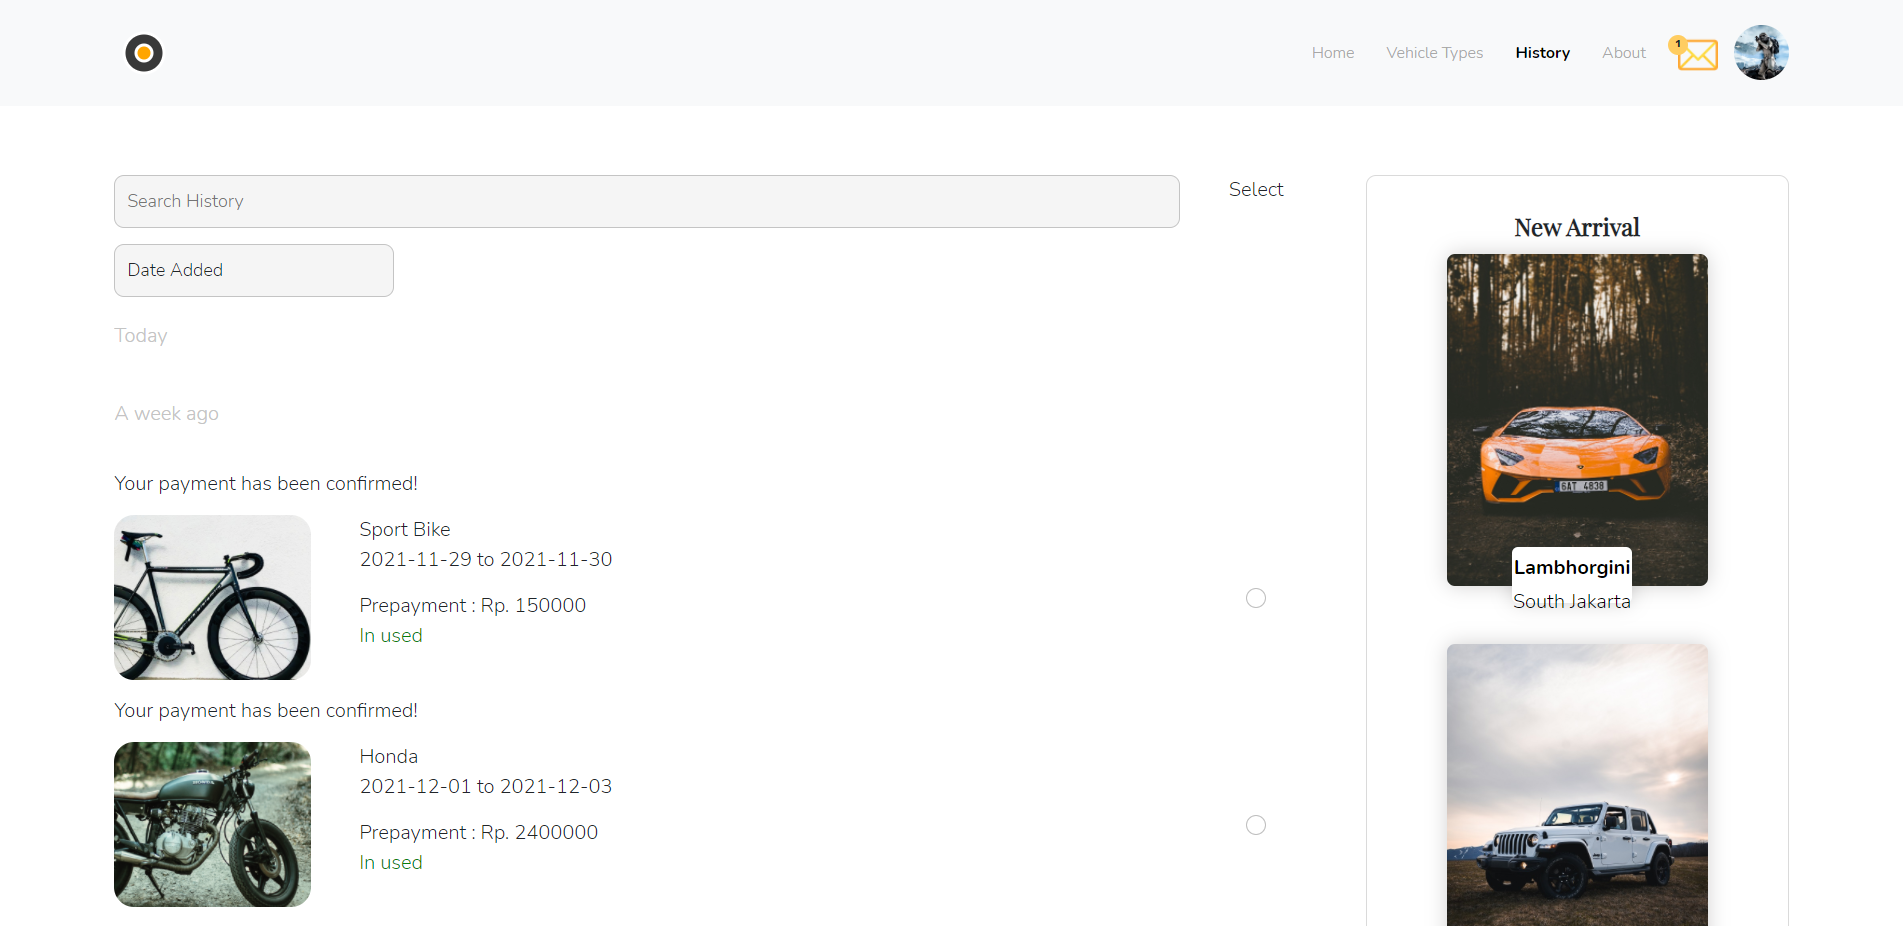 Home
Vehicle Types
History
About
1
Search History
Select
Date Added
Today
A week ago
Your payment has been confirmed!
Sport Bike
2021-11-29 to 2021-11-30
Prepayment : Rp. 150000
In used
Your payment has been confirmed!
Honda
2021-12-01 to 2021-12-03
Prepayment : Rp. 2400000
In used
New Arrival
6AT 4838
Lambhorgini
South Jakarta